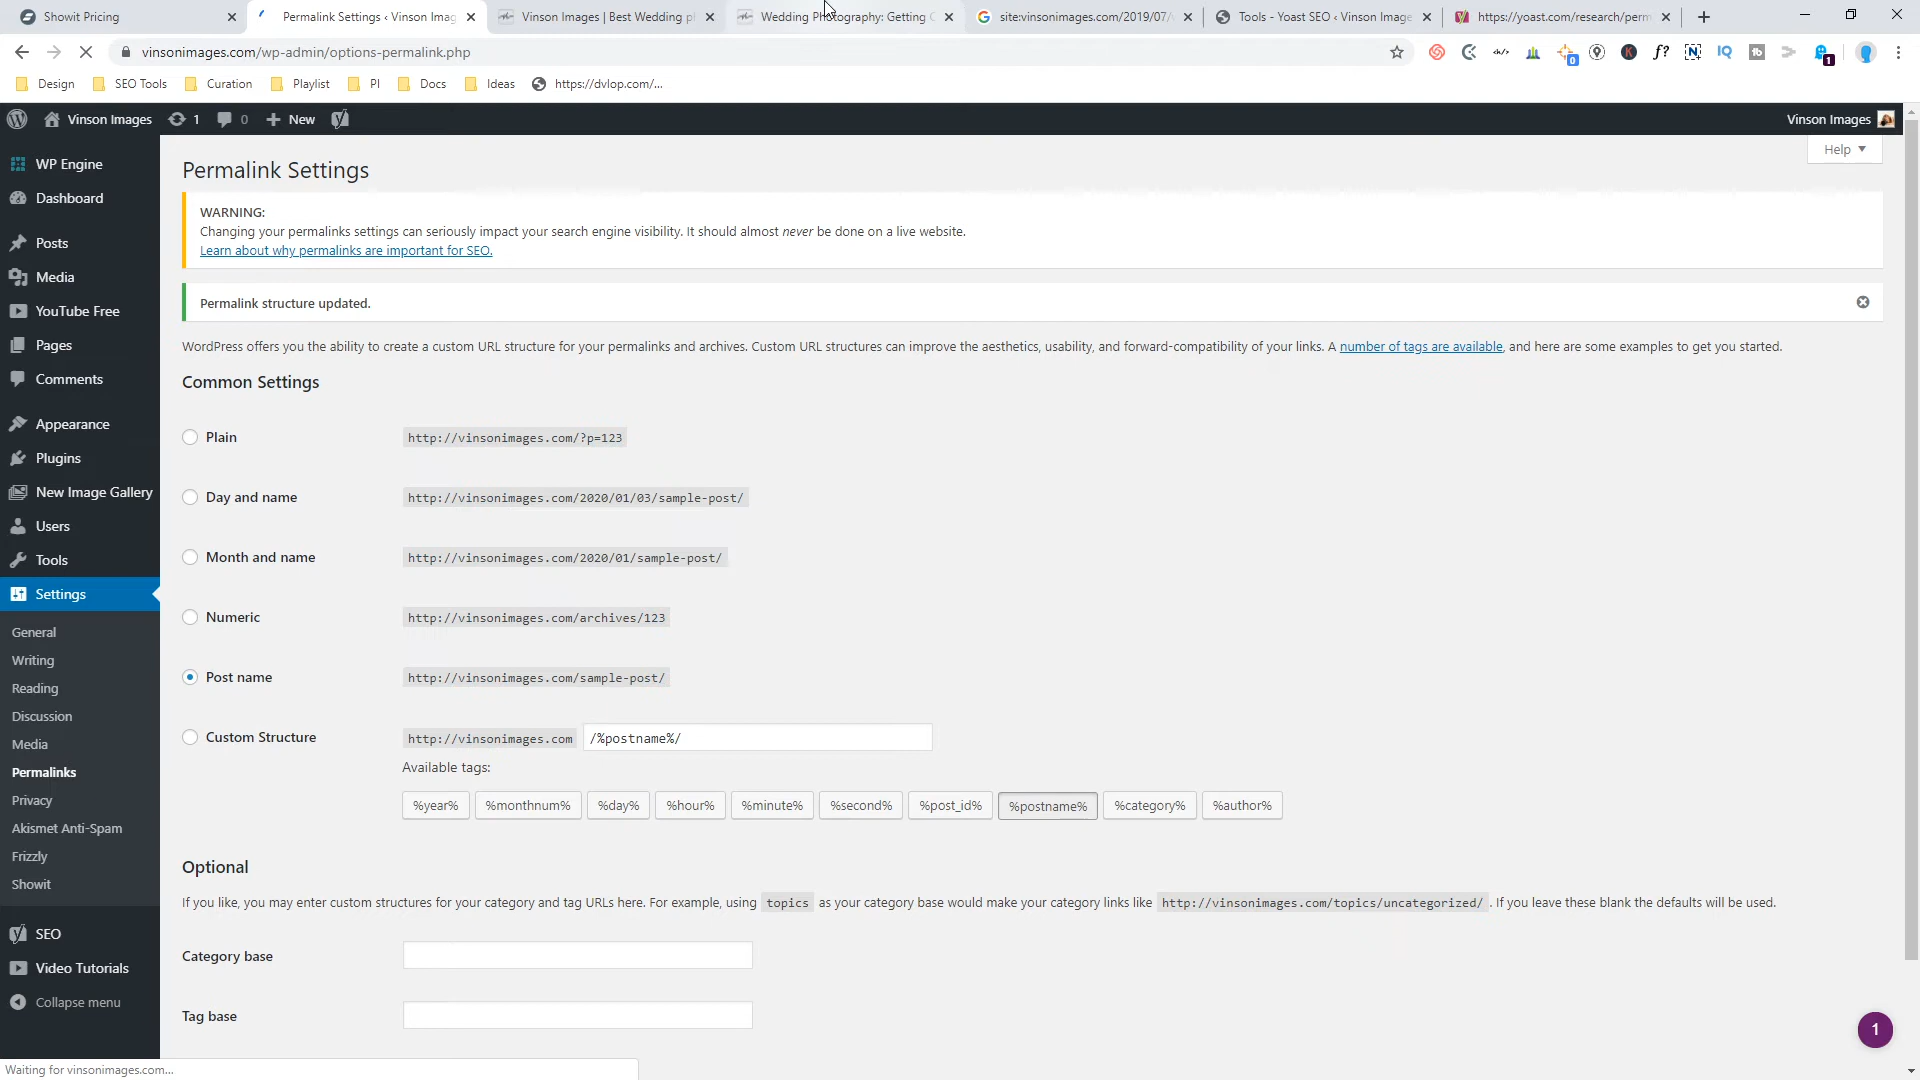 Showit Pricing
Permalink Settings ‹ Vinson Imag
Vinson Images | Best Wedding p
Wedding Photography: Getting
site:vinsonimages.com/2019/07/
Tools - Yoast SEO ‹ Vinson Image
https://yoast.com/research/perm
vinsonimages.com/wp-admin/options-permalink.php
Design
SEO Tools
Curation
Playlist
PI
Docs
Ideas
https://dvlop.com/...
Vinson Images
1
0
New
Vinson Images
WP Engine
Dashboard
Posts
Media
YouTube Free
Pages
Comments
Appearance
Plugins
New Image Gallery
Users
Tools
Settings
General
Writing
Reading
Discussion
Media
Permalinks
Privacy
Akismet Anti-Spam
Frizzly
Showit
SEO
Video Tutorials
Collapse menu
Help
Permalink Settings
WARNING:
Changing your permalinks settings can seriously impact your search engine visibility. It should almost never be done on a live website.
Learn about why permalinks are important for SEO.
Permalink structure updated.
WordPress offers you the ability to create a custom URL structure for your permalinks and archives. Custom URL structures can improve the aesthetics, usability, and forward-compatibility of your links. A number of tags are available, and here are some examples to get you started.
Common Settings
Plain http://vinsonimages.com/?p=123
Day and name http://vinsonimages.com/2020/01/03/sample-post/
Month and name http://vinsonimages.com/2020/01/sample-post/
Numeric http://vinsonimages.com/archives/123
Post name http://vinsonimages.com/sample-post/
Custom Structure http://vinsonimages.com /%postname%/
Available tags:
%year% %monthnum% %day% %hour% %minute% %second% %post_id% %postname% %category% %author%
Optional
If you like, you may enter custom structures for your category and tag URLs here. For example, using topics as your category base would make your category links like http://vinsonimages.com/topics/uncategorized/ . If you leave these blank the defaults will be used.
Category base
Tag base
1
Waiting for vinsonimages.com...